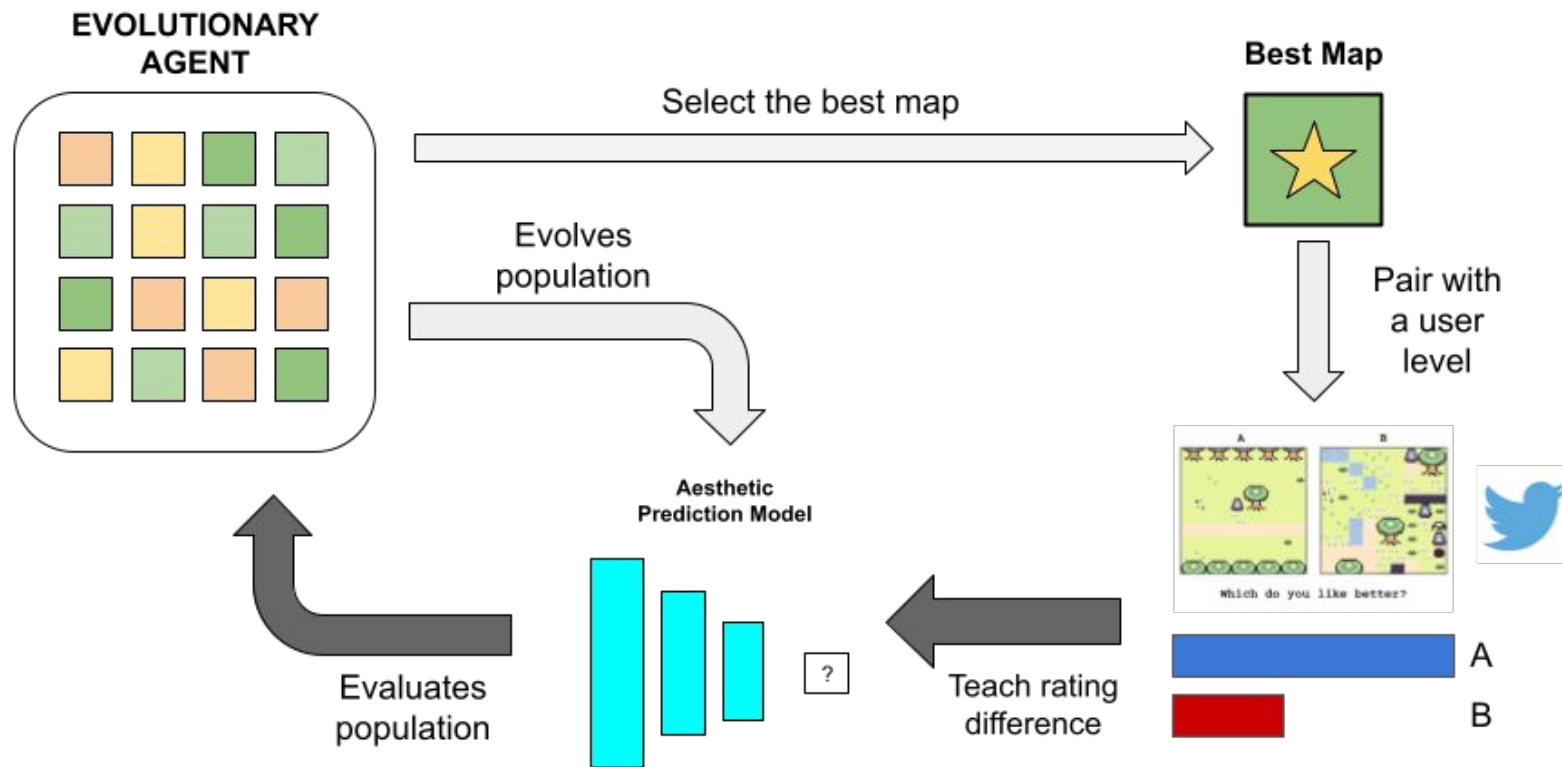 EVOLUTIONARY
AGENT
Select the best map
Best Map
Evolves
population
Pair with
a user
level
Aesthetic
Prediction Model
A
B
Which do you like better?
?
Evaluates
population
Teach rating
difference
A
B